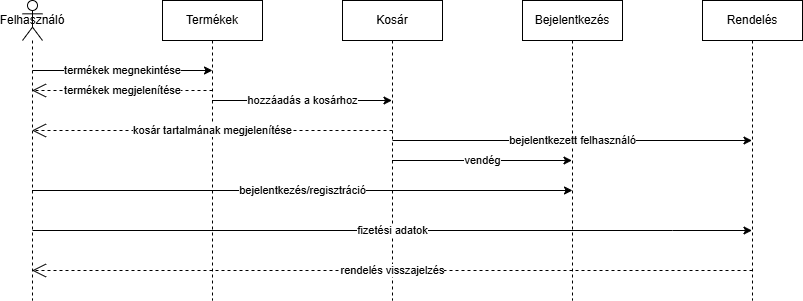 Felhasználó
Termékek
Kosár
Bejelentkezés
Rendelés
termékek megnekintése
termékek megjelenítése
hozzáadás a kosárhoz
kosár tartalmának megjelenítése
bejelentkezett felhasználó
vendég
bejelentkezés/regisztráció
fizetési adatok
rendelés visszajelzés